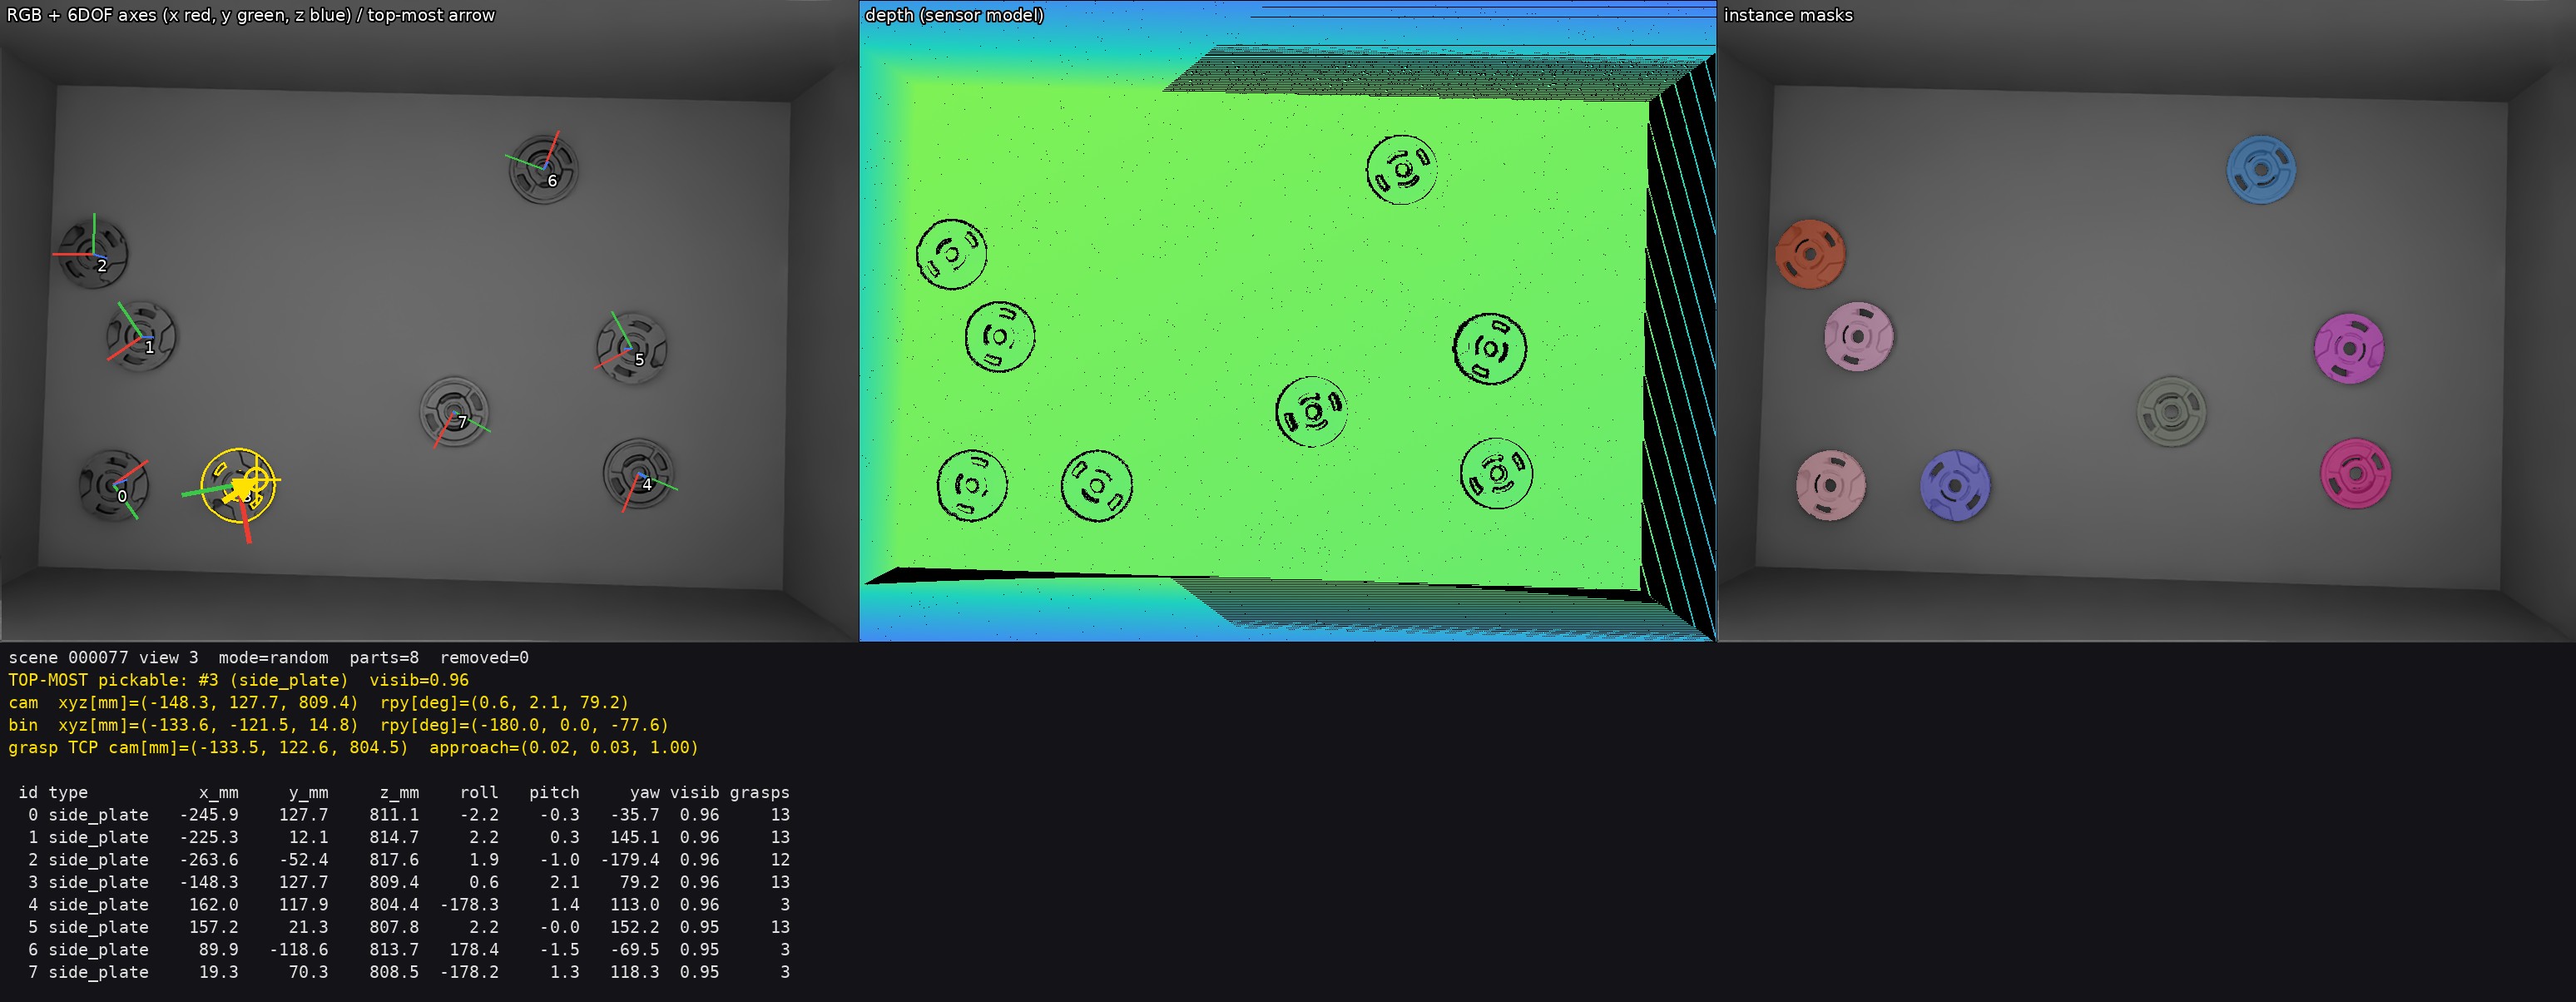 RGB + 6DOF axes (x red, y green, z blue) / top-most arrow
depth (sensor model)
instance masks
6
2
1
5
7
0
3
4
scene 000077 view 3  mode=random  parts=8  removed=0
TOP-MOST pickable: #3 (side_plate)  visib=0.96
cam  xyz[mm]=(-148.3, 127.7, 809.4)  rpy[deg]=(0.6, 2.1, 79.2)
bin  xyz[mm]=(-133.6, -121.5, 14.8)  rpy[deg]=(-180.0, 0.0, -77.6)
grasp TCP cam[mm]=(-133.5, 122.6, 804.5)  approach=(0.02, 0.03, 1.00)
id type x_mm y_mm z_mm roll pitch yaw visib grasps
0 side_plate -245.9 127.7 811.1 -2.2 -0.3 -35.7 0.96 13
1 side_plate -225.3 12.1 814.7 2.2 0.3 145.1 0.96 13
2 side_plate -263.6 -52.4 817.6 1.9 -1.0 -179.4 0.96 12
3 side_plate -148.3 127.7 809.4 0.6 2.1 79.2 0.96 13
4 side_plate 162.0 117.9 804.4 -178.3 1.4 113.0 0.96 3
5 side_plate 157.2 21.3 807.8 2.2 -0.0 152.2 0.95 13
6 side_plate 89.9 -118.6 813.7 178.4 -1.5 -69.5 0.95 3
7 side_plate 19.3 70.3 808.5 -178.2 1.3 118.3 0.95 3